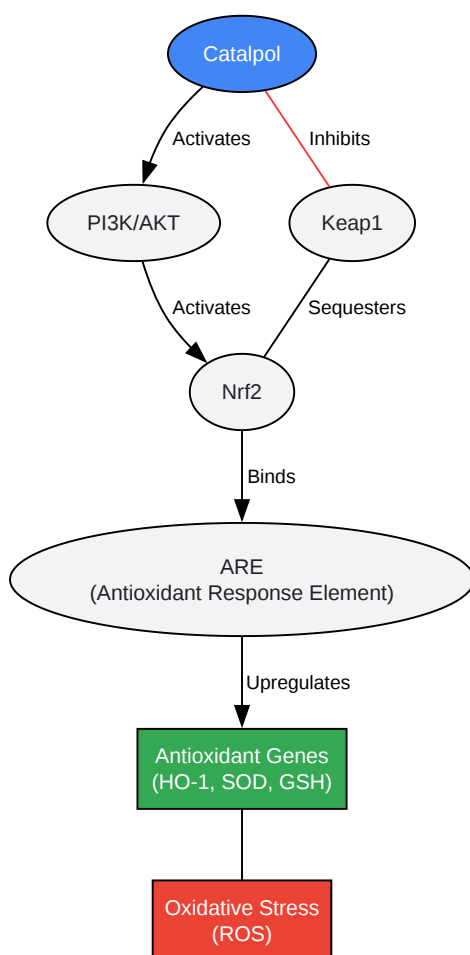 Catalpol
Activates
Inhibits
PI3K/AKT
Keap1
Activates
Sequesters
Nrf2
Binds
ARE
(Antioxidant Response Element)
Upregulates
Antioxidant Genes
(HO-1, SOD, GSH)
Oxidative Stress
(ROS)